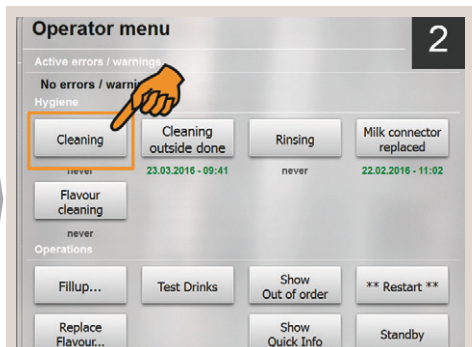 Operator menu
2
Active errors / warnings
No errors / warni
Hygiene
Cleaning
Cleaning
outside done
Rinsing
Milk connector
replaced
never
23.03.2016 - 09:41
never
22.02.2016 - 11:02
Flavour
cleaning
never
Operations
Fillup...
Test Drinks
Show
Out of order
** Restart **
Replace
Flavour...
Show
Quick Info
Standby